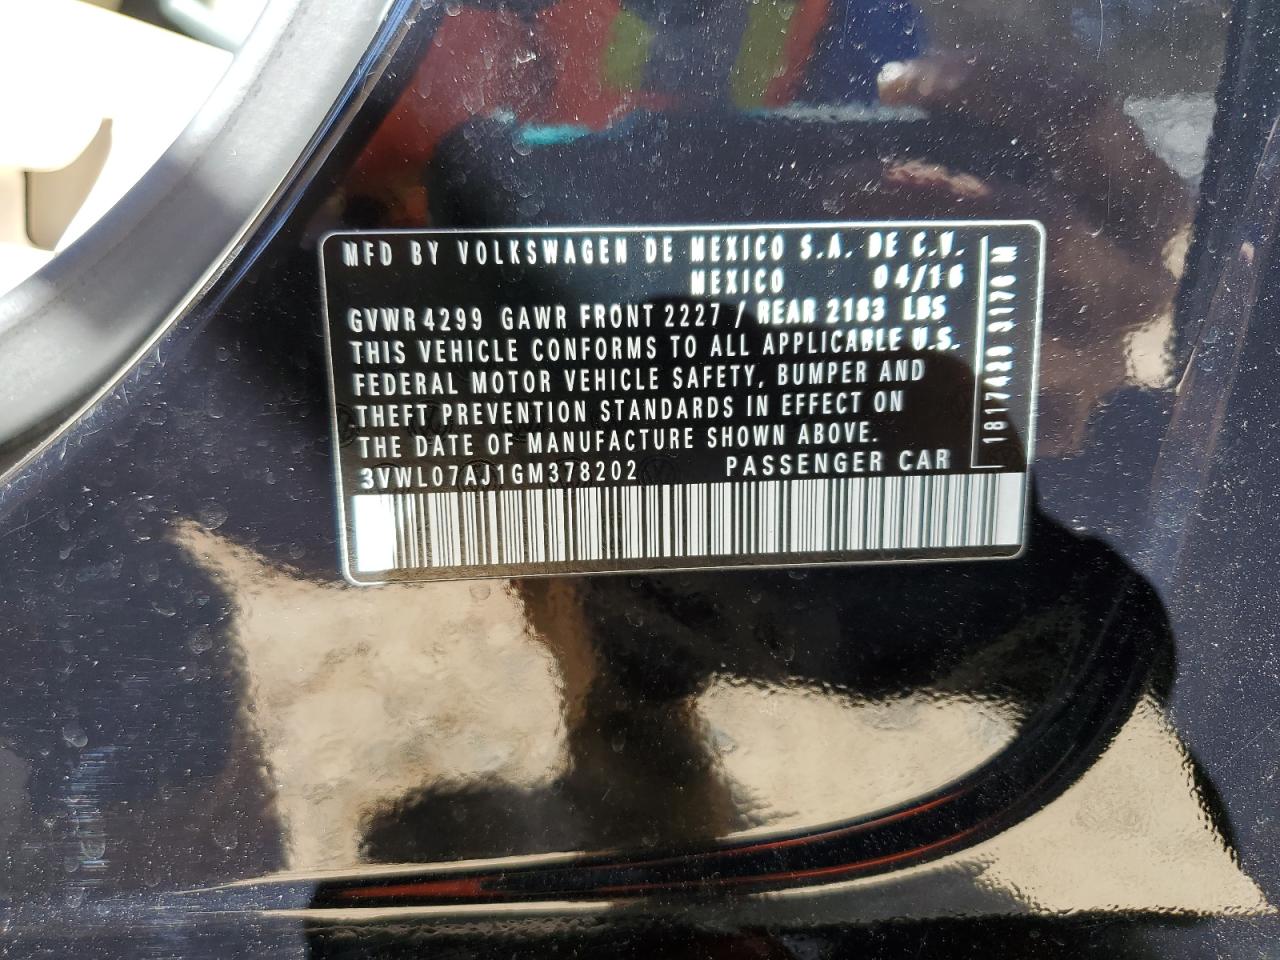 MFD BY VOLKSWAGEN DE MEXICO S.A. DE C.V.
MEXICO 04/16
GVWR 4299 GAWR FRONT 2227 / REAR 2183 LBS
THIS VEHICLE CONFORMS TO ALL APPLICABLE U.S.
FEDERAL MOTOR VEHICLE SAFETY, BUMPER AND
THEFT PREVENTION STANDARDS IN EFFECT ON
THE DATE OF MANUFACTURE SHOWN ABOVE.
3VWL07AJ1GM378202 PASSENGER CAR